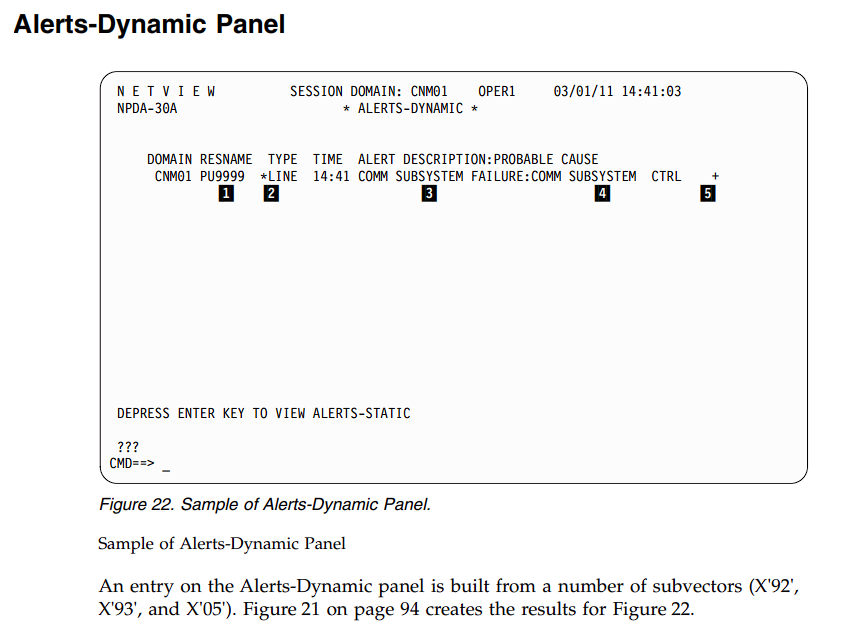 Alerts-Dynamic Panel
N E T V I E W SESSION DOMAIN: CNM01 OPER1 03/01/11 14:41:03
NPDA-30A * ALERTS-DYNAMIC *
DOMAIN RESNAME TYPE TIME ALERT DESCRIPTION:PROBABLE CAUSE
CNM01 PU9999 *LINE 14:41 COMM SUBSYSTEM FAILURE:COMM SUBSYSTEM CTRL +
1 2 3 4 5
DEPRESS ENTER KEY TO VIEW ALERTS-STATIC
???
CMD==> _
Figure 22. Sample of Alerts-Dynamic Panel.
Sample of Alerts-Dynamic Panel
An entry on the Alerts-Dynamic panel is built from a number of subvectors (X'92',
X'93', and X'05'). Figure 21 on page 94 creates the results for Figure 22.